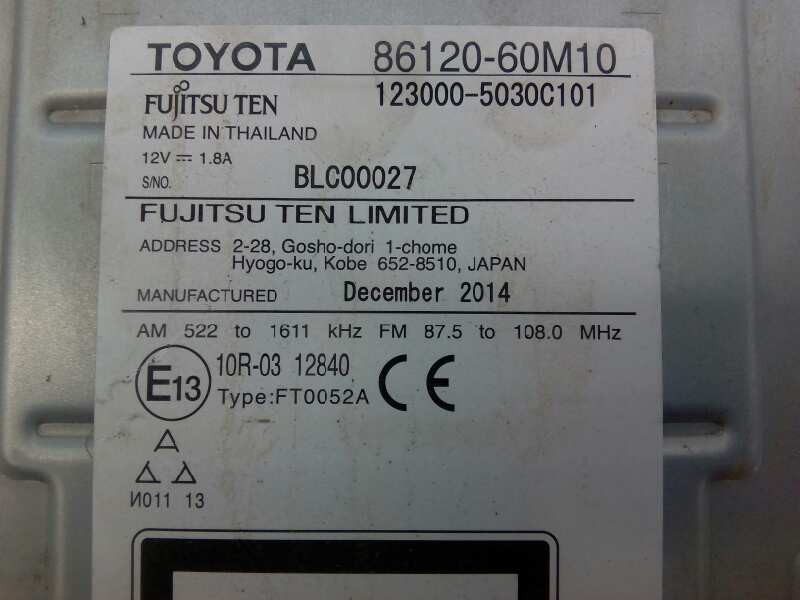 TOYOTA 86120-60M10
FUJITSU TEN 123000-5030C101
MADE IN THAILAND
12V ⎓ 1.8A
S/NO. BLC00027
FUJITSU TEN LIMITED
ADDRESS 2-28, Gosho-dori 1-chome
Hyogo-ku, Kobe 652-8510, JAPAN
MANUFACTURED December 2014
AM 522 to 1611 kHz FM 87.5 to 108.0 MHz
E13 10R-03 12840 CE
Type:FT0052A
И011 13